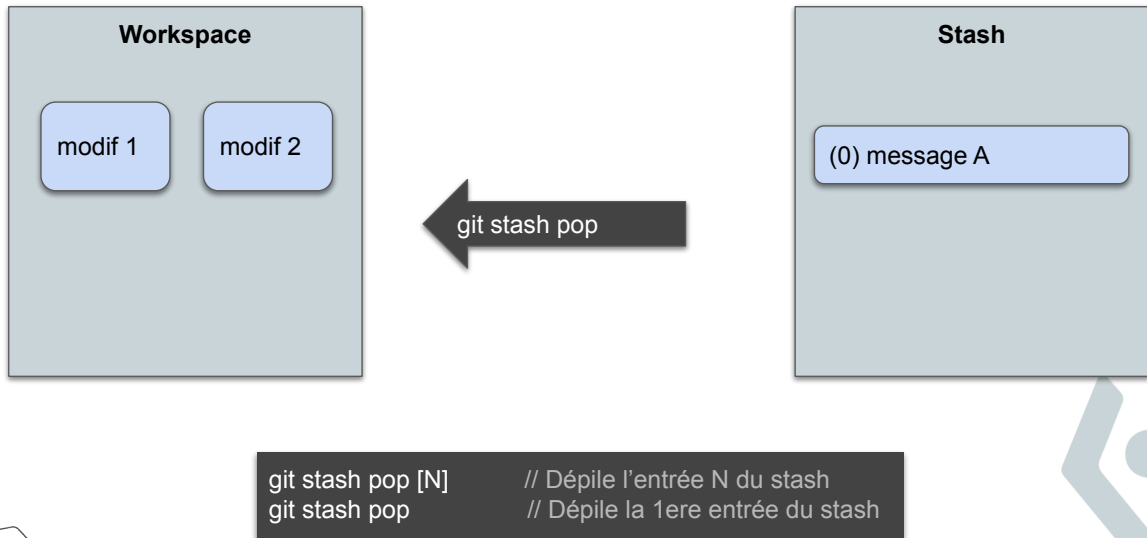 Workspace
Stash
modif 1
modif 2
(0) message A
git stash pop
git stash pop [N] // Dépile l’entrée N du stash
git stash pop // Dépile la 1ere entrée du stash